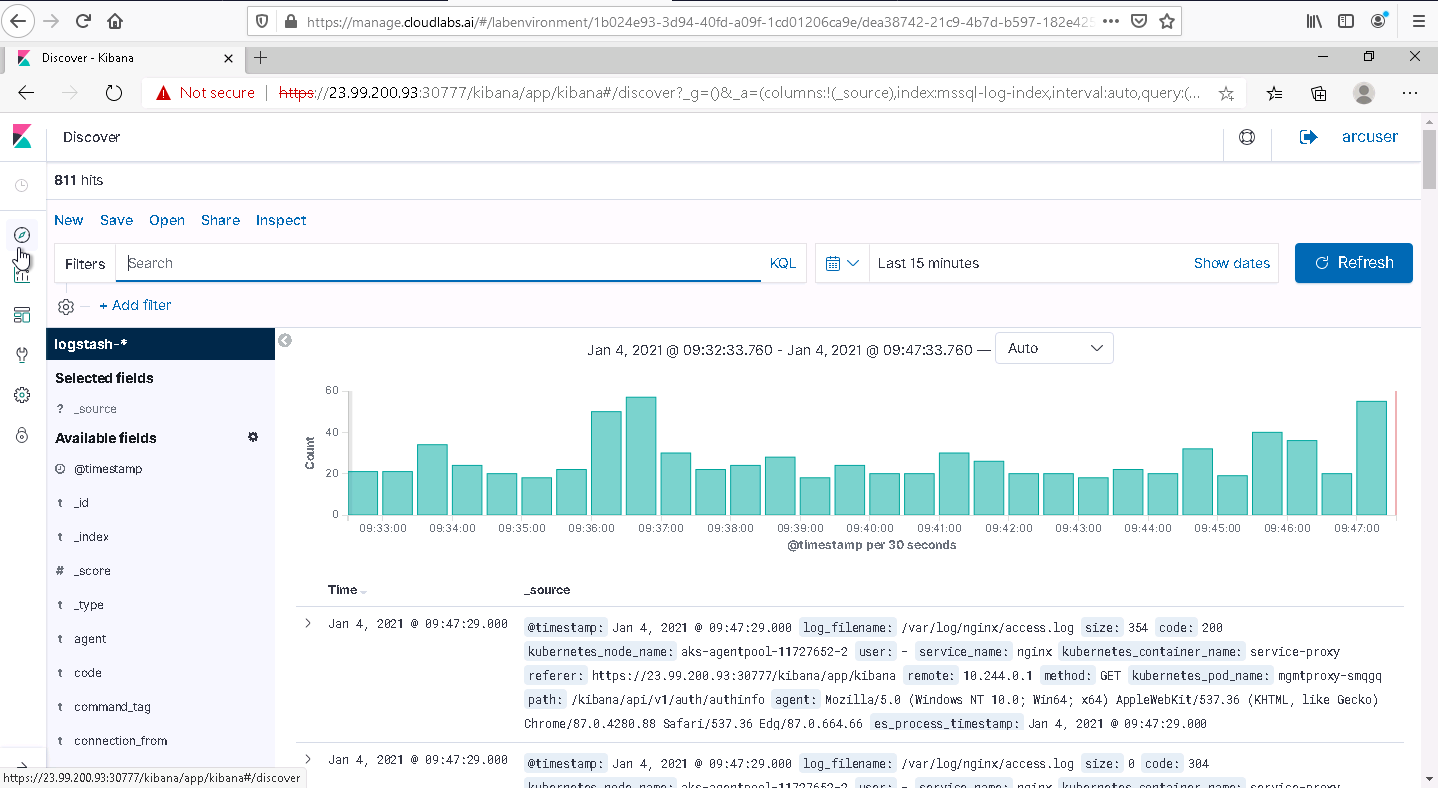 https://manage.cloudlabs.ai/#/labenvironment/1b024e93-3d94-40fd-a09f-1cd01206ca9e/dea38742-21c9-4b7d-b597-182e425
Discover - Kibana
Not secure | https://23.99.200.93:30777/kibana/app/kibana#/discover?_g=()&_a=(columns:!(_source),index:mssql-log-index,interval:auto,query:(...
Discover
arcuser
811 hits
New Save Open Share Inspect
Filters Search KQL Last 15 minutes Show dates Refresh
+ Add filter
logstash-*
Jan 4, 2021 @ 09:32:33.760 - Jan 4, 2021 @ 09:47:33.760 — Auto
Selected fields
? _source
Available fields
@timestamp
t _id
t _index
# _score
t _type
t agent
t code
t command_tag
t connection_from
60
40
20
0
Count
09:33:00 09:34:00 09:35:00 09:36:00 09:37:00 09:38:00 09:39:00 09:40:00 09:41:00 09:42:00 09:43:00 09:44:00 09:45:00 09:46:00 09:47:00
@timestamp per 30 seconds
Time _source
Jan 4, 2021 @ 09:47:29.000 @timestamp: Jan 4, 2021 @ 09:47:29.000 log_filename: /var/log/nginx/access.log size: 354 code: 200
kubernetes_node_name: aks-agentpool-11727652-2 user: - service_name: nginx kubernetes_container_name: service-proxy
referer: https://23.99.200.93:30777/kibana/app/kibana remote: 10.244.0.1 method: GET kubernetes_pod_name: mgmtproxy-smqgq
path: /kibana/api/v1/auth/authinfo agent: Mozilla/5.0 (Windows NT 10.0; Win64; x64) AppleWebKit/537.36 (KHTML, like Gecko)
Chrome/87.0.4280.88 Safari/537.36 Edg/87.0.664.66 es_process_timestamp: Jan 4, 2021 @ 09:47:29.000
Jan 4, 2021 @ 09:47:29.000 @timestamp: Jan 4, 2021 @ 09:47:29.000 log_filename: /var/log/nginx/access.log size: 0 code: 304
kubernetes_node_name: aks-agentpool-11727652-2 user: - service_name: nginx kubernetes_container_name: service-proxy
https://23.99.200.93:30777/kibana/app/kibana#/discover